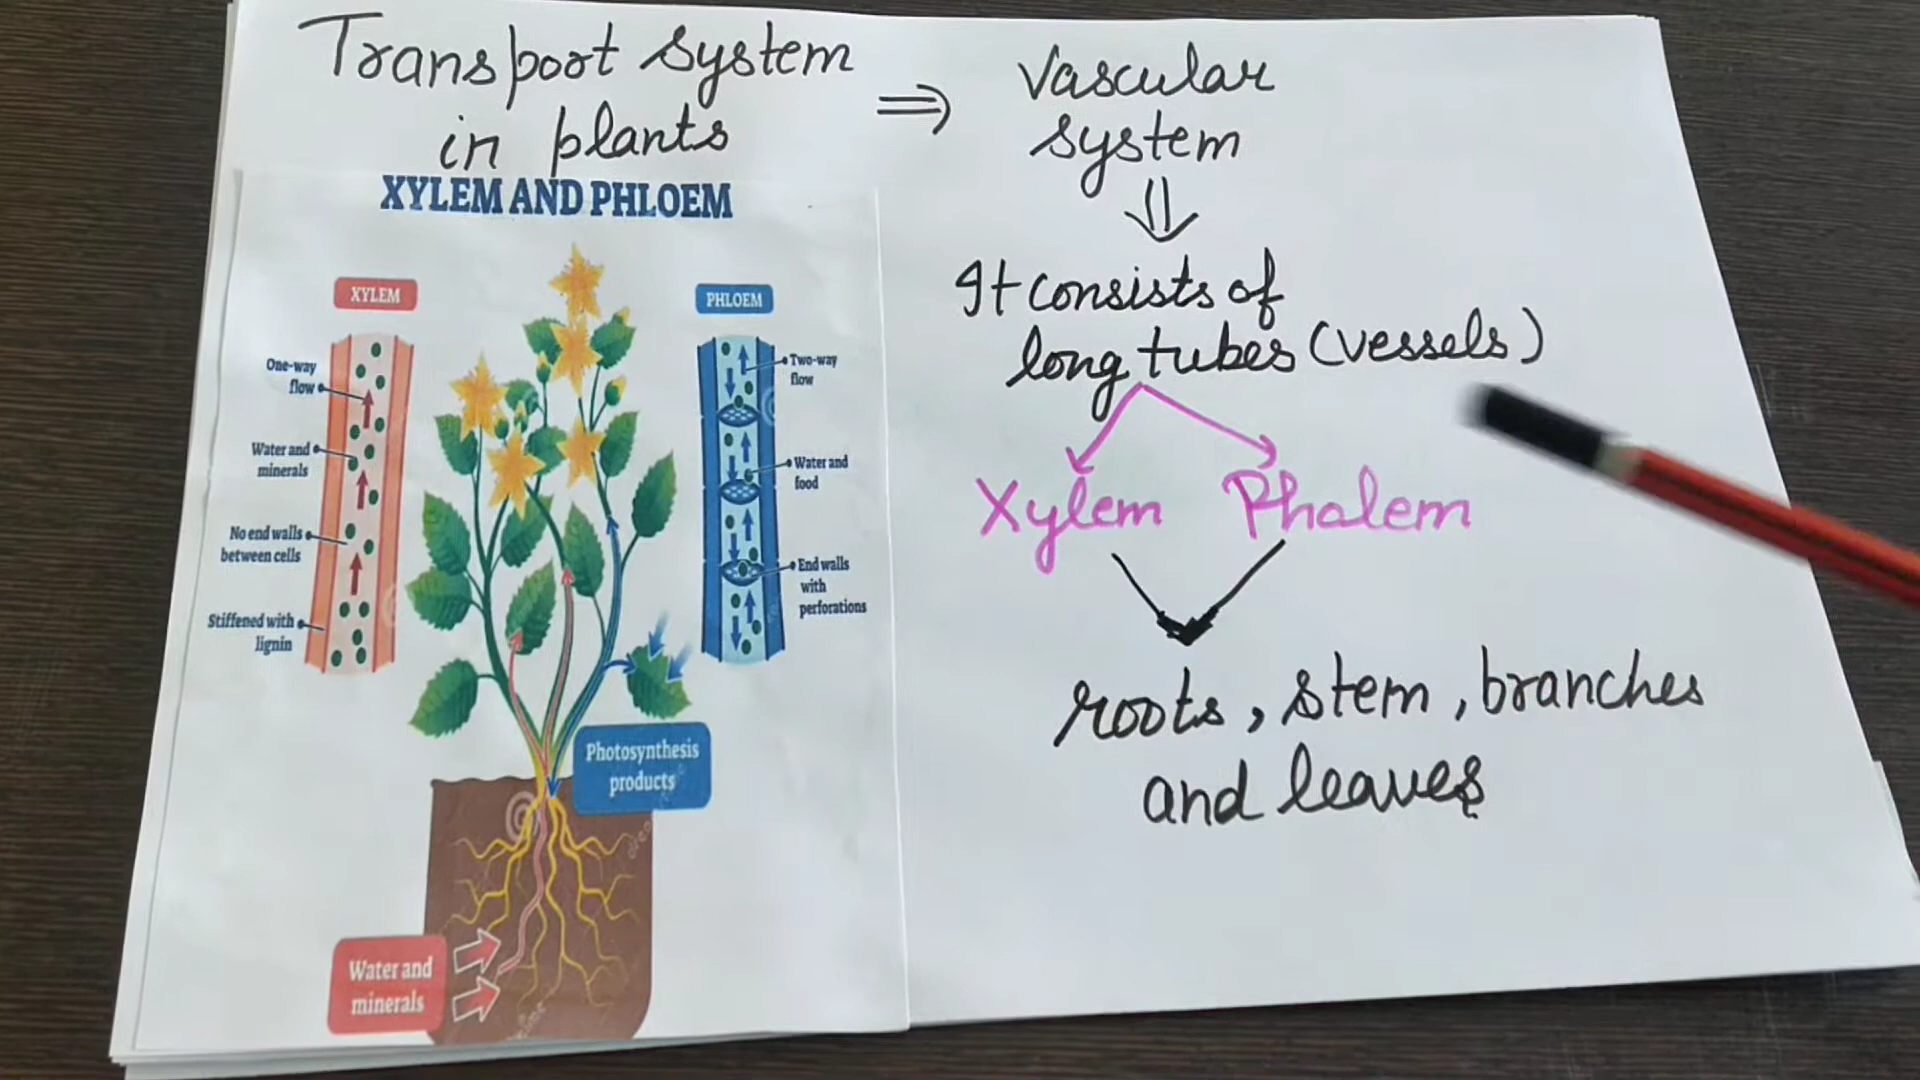 Transport system
in plants
⇒
Vascular
system
⇓
It consists of
long tubes (vessels)
Xylem Phalem
roots, stem, branches
and leaves
XYLEM AND PHLOEM
XYLEM
One-way
flow
Water and
minerals
No end walls
between cells
Stiffened with
lignin
PHLOEM
Two-way
flow
Water and
food
End walls
with
perforations
Photosynthesis
products
Water and
minerals